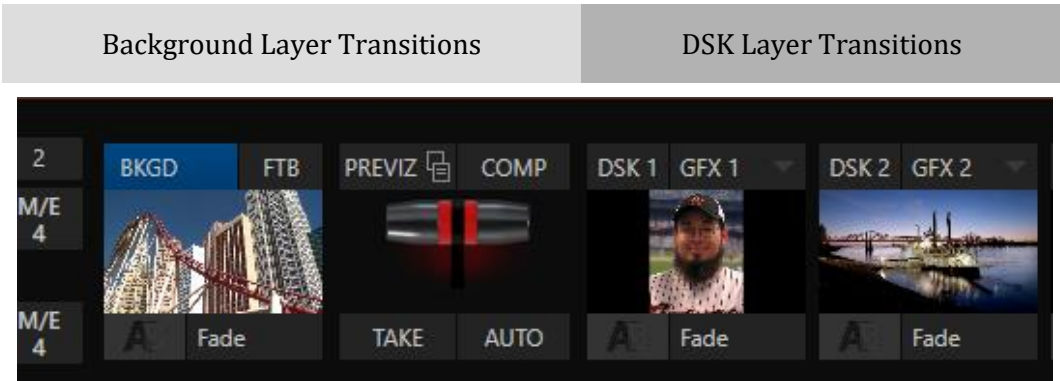 Background Layer Transitions DSK Layer Transitions
2 BKGD FTB PREVIZ COMP DSK 1 GFX 1 DSK 2 GFX 2
M/E
4
M/E
4
Fade TAKE AUTO Fade Fade